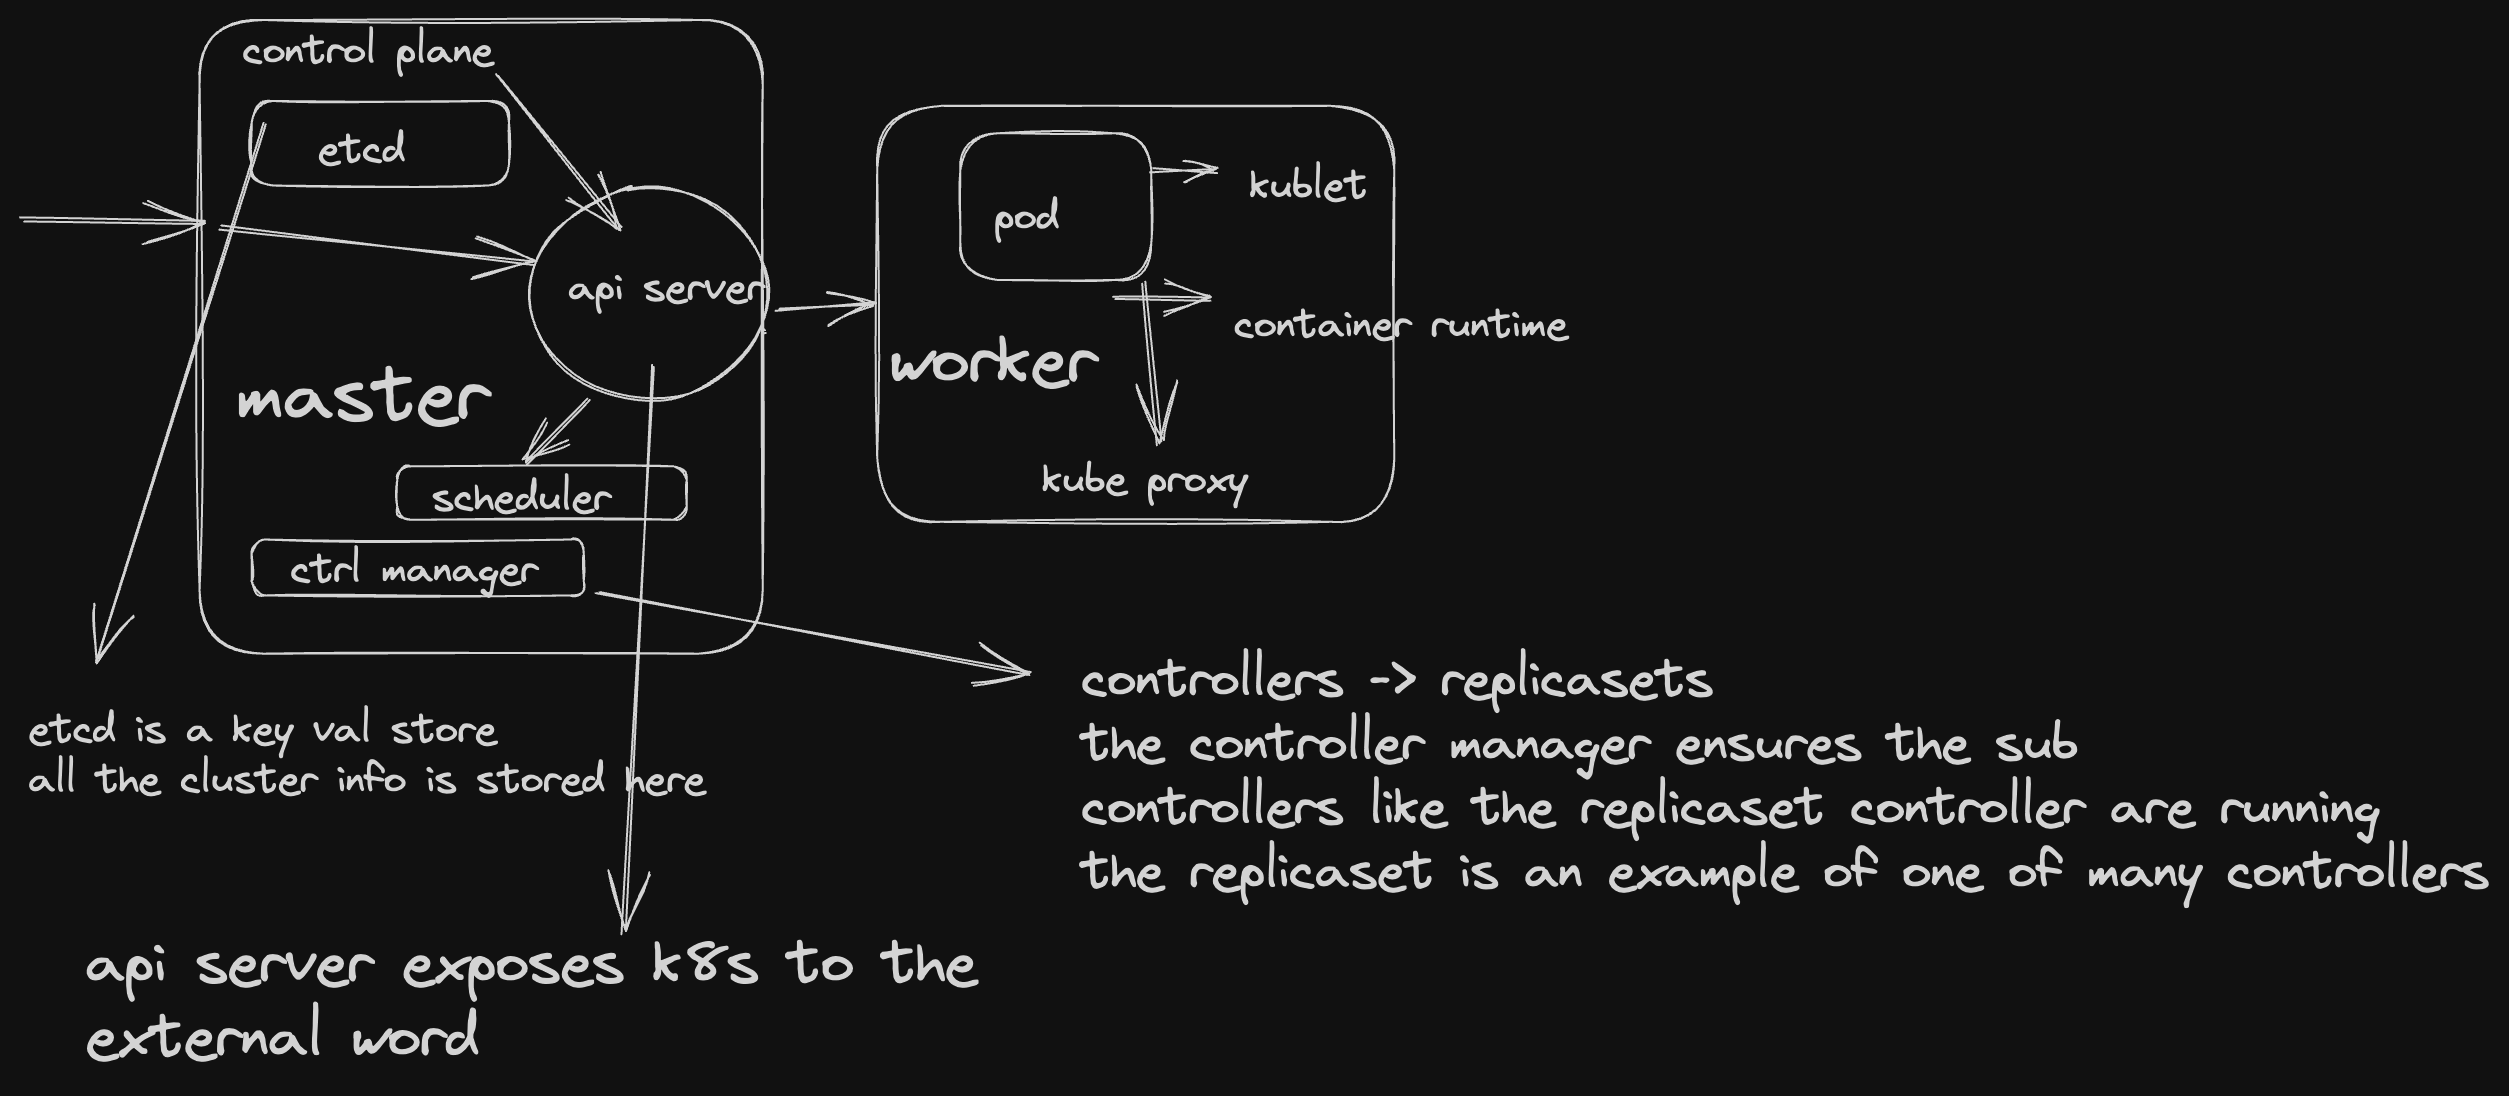 control plane
etcd
api server
master
scheduler
ctrl manager
pod
kublet
container runtime
worker
kube proxy
etcd is a key val store
all the cluster info is stored here
controllers -> replicasets
the controller manager ensures the sub
controllers like the replicaset controller are running
the replicaset is an example of one of many controllers
api server exposes k8s to the
external word